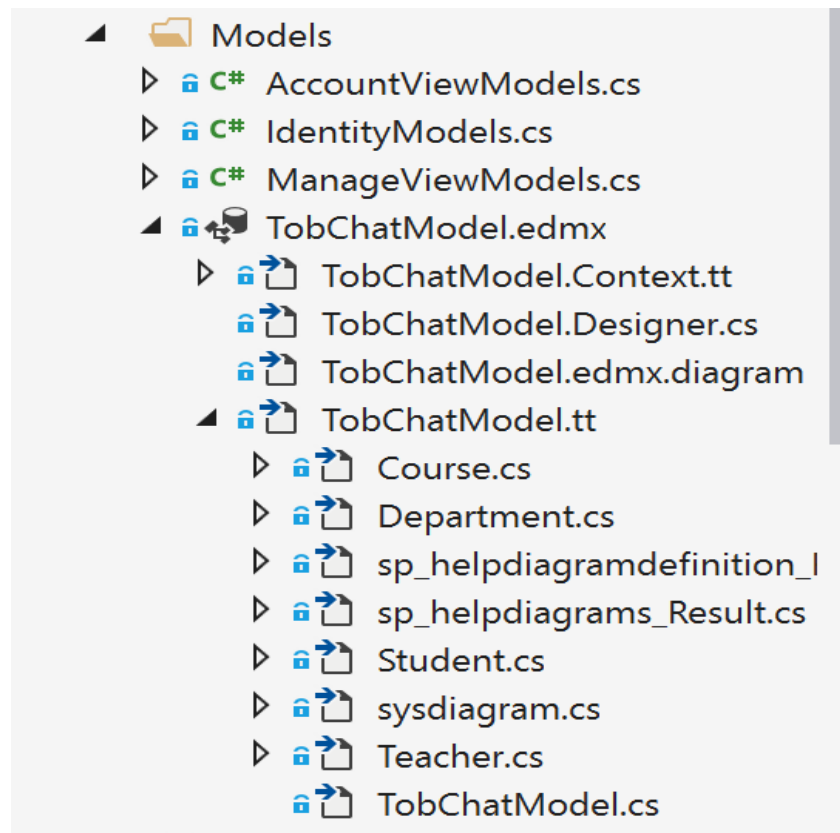 Models
C# AccountViewModels.cs
C# IdentityModels.cs
C# ManageViewModels.cs
TobChatModel.edmx
TobChatModel.Context.tt
TobChatModel.Designer.cs
TobChatModel.edmx.diagram
TobChatModel.tt
Course.cs
Department.cs
sp_helpdiagramdefinition_
sp_helpdiagrams_Result.cs
Student.cs
sysdiagram.cs
Teacher.cs
TobChatModel.cs